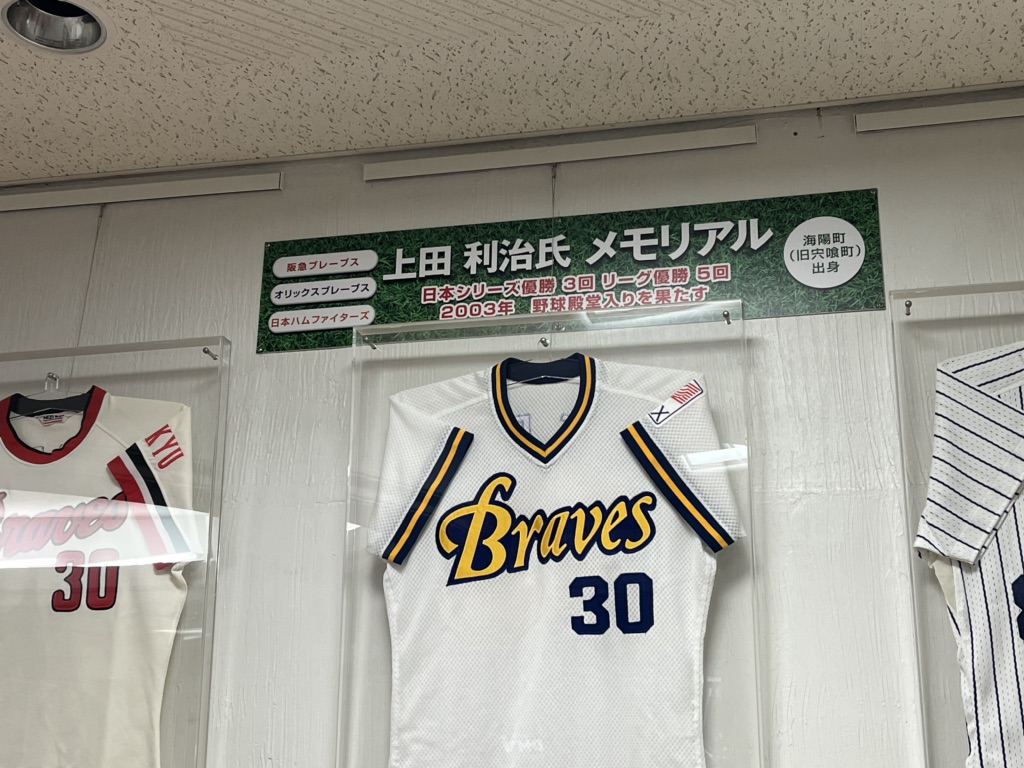 阪急ブレーブス
オリックスブレーブス
日本ハムファイターズ
上田 利治氏 メモリアル
日本シリーズ優勝 3回 リーグ優勝 5回
2003年 野球殿堂入りを果たす
海陽町
(旧宍喰町)
出身
KYU
Braves
30
Braves
30